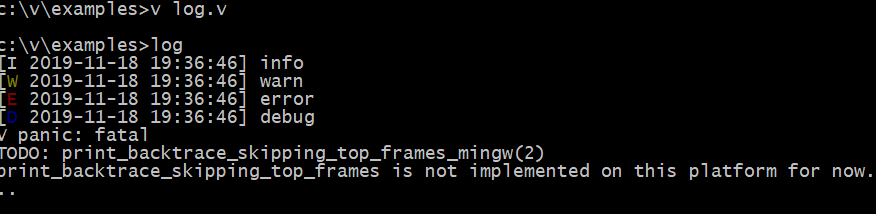 c:\v\examples>v log.v
c:\v\examples>log
[I 2019-11-18 19:36:46] info
[W 2019-11-18 19:36:46] warn
[E 2019-11-18 19:36:46] error
[D 2019-11-18 19:36:46] debug
V panic: fatal
TODO: print_backtrace_skipping_top_frames_mingw(2)
print_backtrace_skipping_top_frames is not implemented on this platform for now.
..